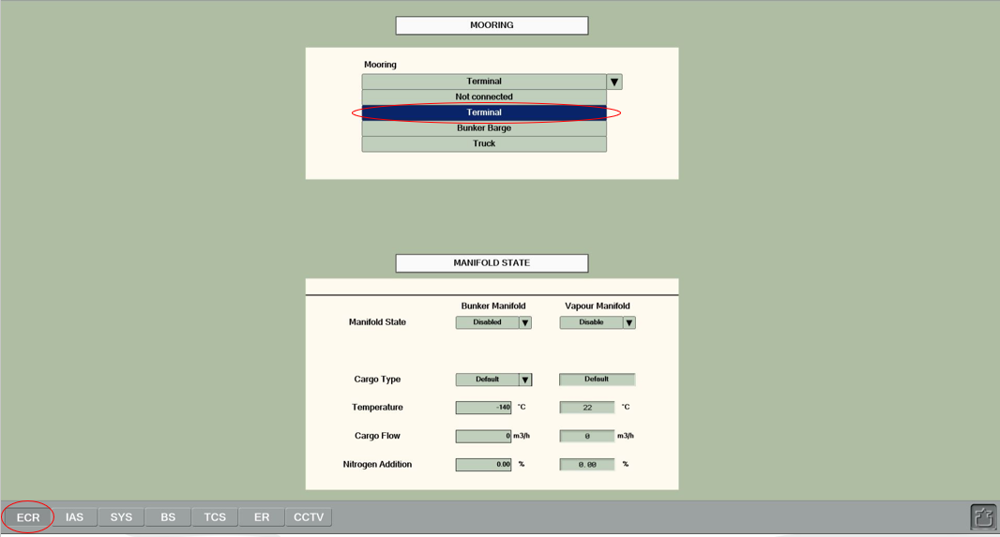 MOORING
Mooring
Terminal ▼
Not connected
Terminal
Bunker Barge
Truck
MANIFOLD STATE
Bunker Manifold Vapour Manifold
Manifold State Disabled ▼ Disable ▼
Cargo Type Default ▼ Default
Temperature -140 °C 22 °C
Cargo Flow 0 m3/h 0 m3/h
Nitrogen Addition 0.00 % 0.00 %
ECR IAS SYS BS TCS ER CCTV